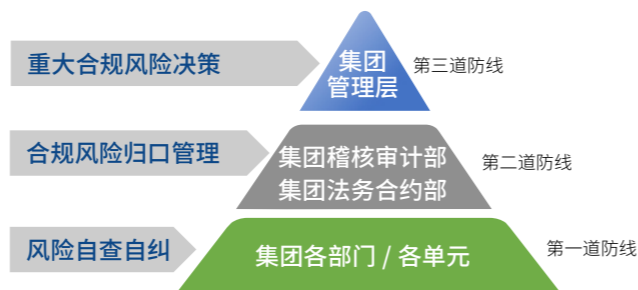 重大合规风险决策
集团
管理层
第三道防线
合规风险归口管理
集团稽核审计部
集团法务合约部
第二道防线
风险自查自纠
集团各部门 / 各单元
第一道防线